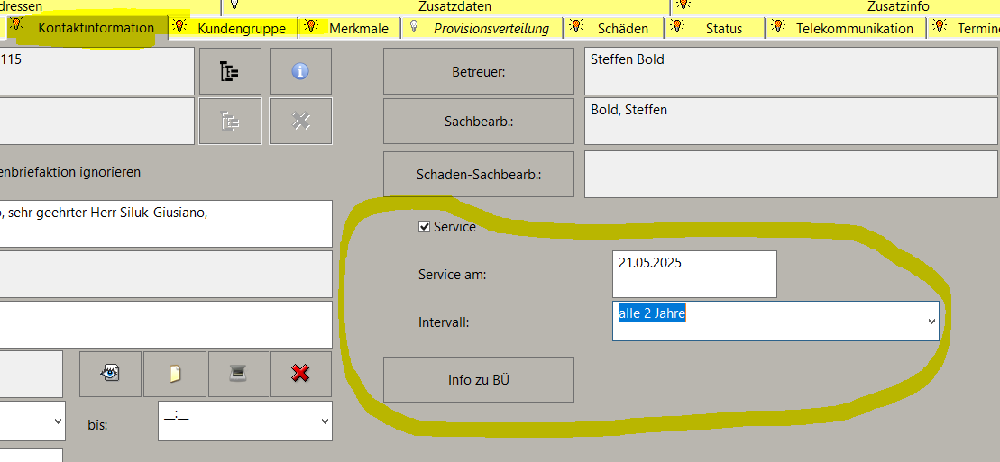 dressen Zusatzdaten Zusatzinfo
Kontaktinformation Kundengruppe Merkmale Provisionsverteilung Schäden Status Telekommunikation Termine
115
Betreuer: Steffen Bold
Sachbearb.: Bold, Steffen
enbriefaktion ignorieren
Schaden-Sachbearb.:
, sehr geehrter Herr Siluk-Giusiano,
Service
Service am: 21.05.2025
Intervall: alle 2 Jahre
Info zu BÜ
bis: __:__